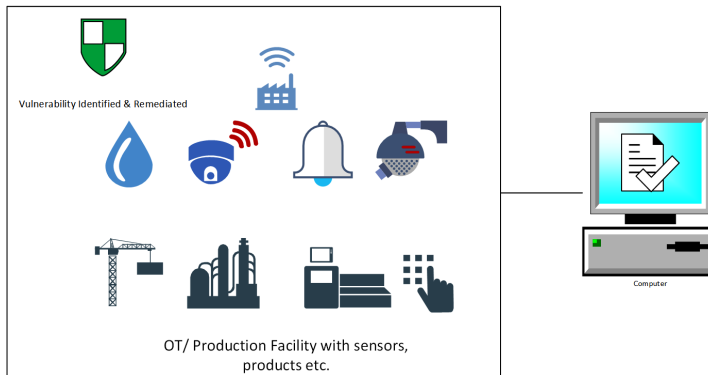 Vulnerability Identified & Remediated
OT/ Production Facility with sensors,
products etc.
Computer